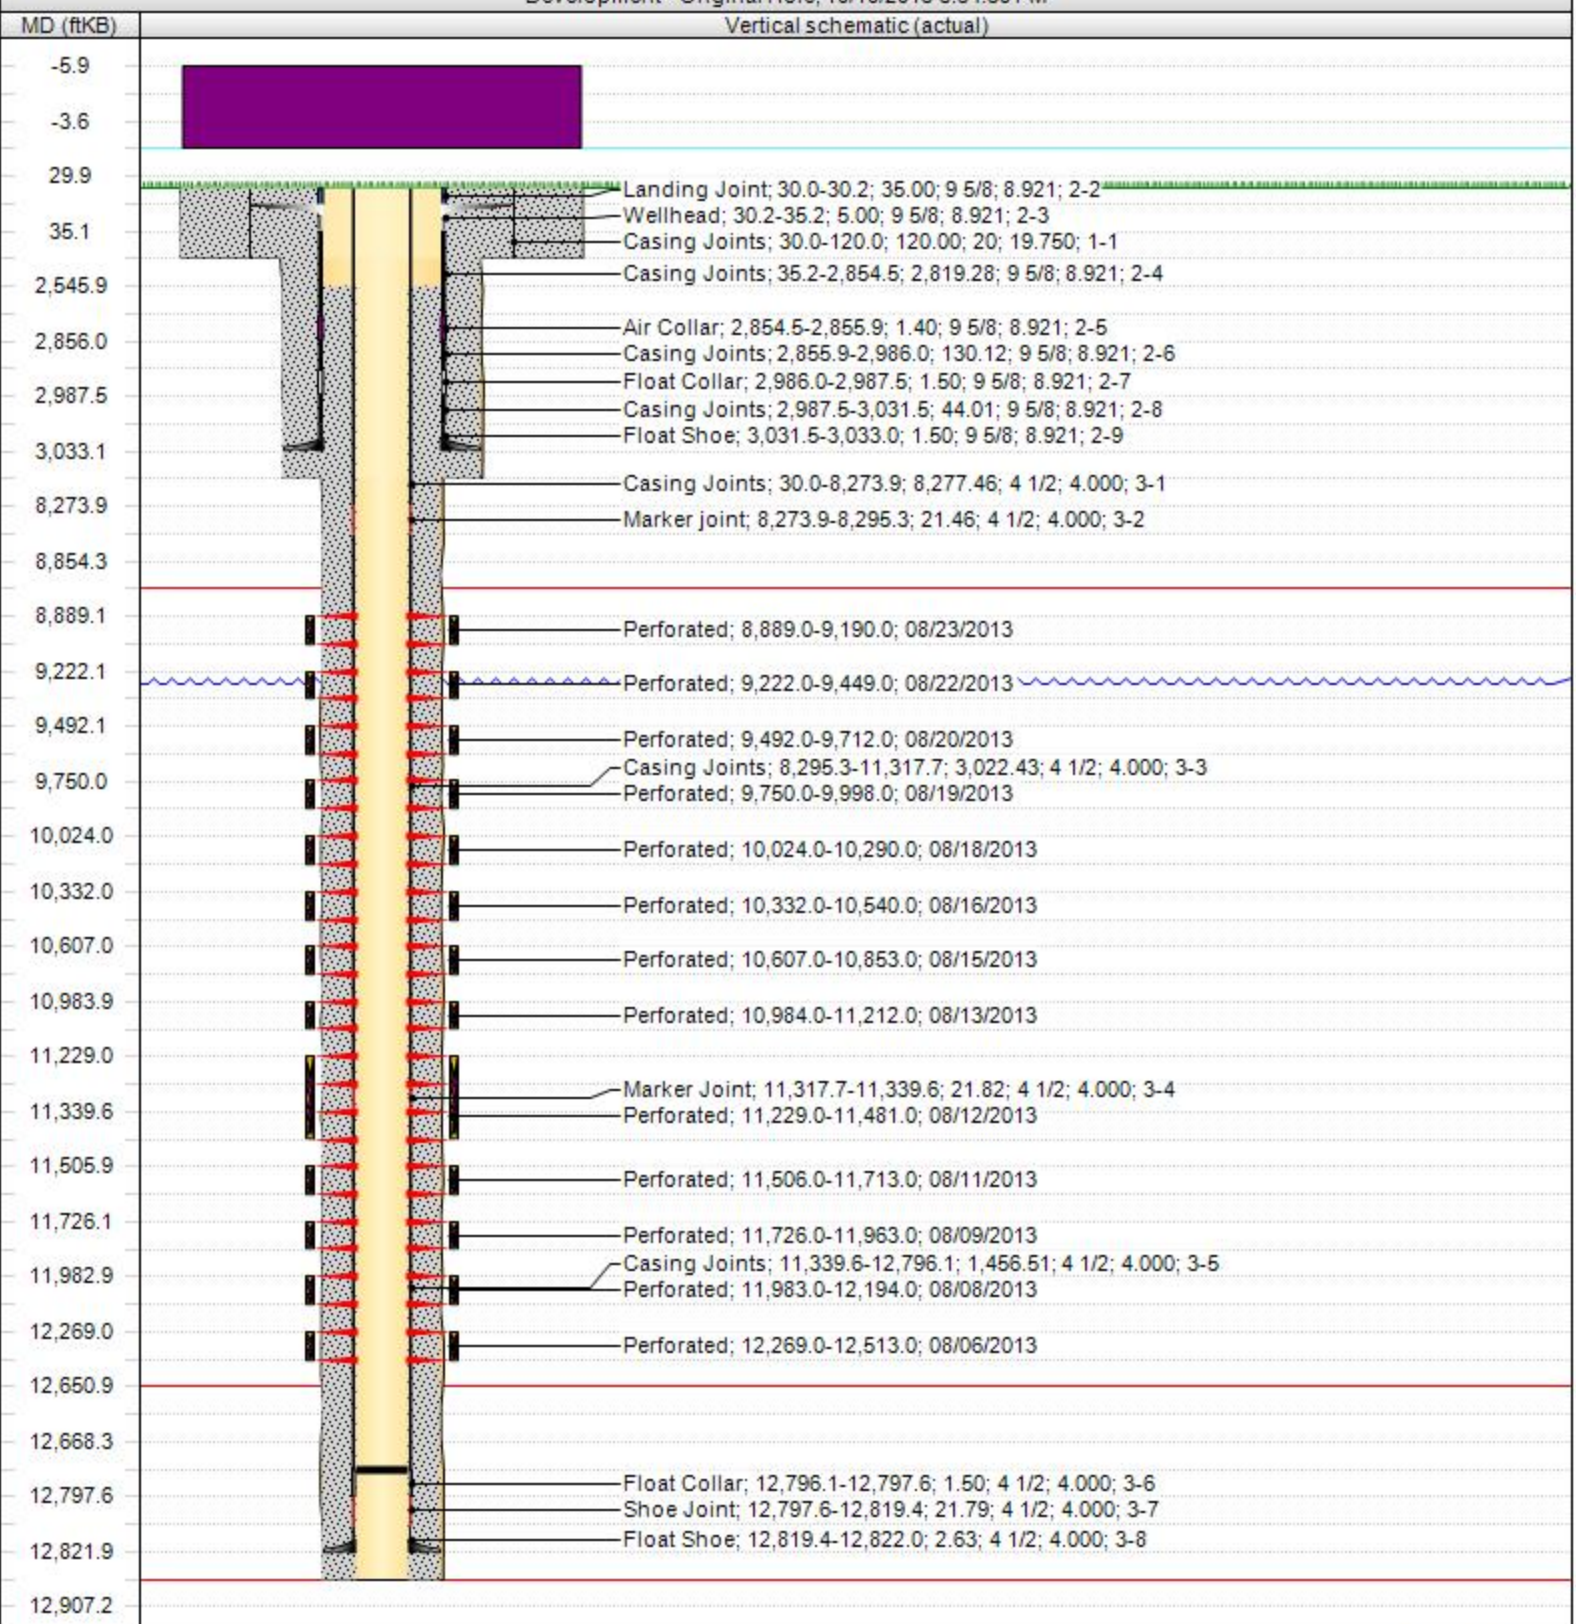 MD (ftKB)
Vertical schematic (actual)
-5.9
-3.6
29.9
Landing Joint; 30.0-30.2; 35.00; 9 5/8; 8.921; 2-2
Wellhead; 30.2-35.2; 5.00; 9 5/8; 8.921; 2-3
35.1
Casing Joints; 30.0-120.0; 120.00; 20; 19.750; 1-1
Casing Joints; 35.2-2,854.5; 2,819.28; 9 5/8; 8.921; 2-4
2,545.9
Air Collar; 2,854.5-2,855.9; 1.40; 9 5/8; 8.921; 2-5
2,856.0
Casing Joints; 2,855.9-2,986.0; 130.12; 9 5/8; 8.921; 2-6
Float Collar; 2,986.0-2,987.5; 1.50; 9 5/8; 8.921; 2-7
2,987.5
Casing Joints; 2,987.5-3,031.5; 44.01; 9 5/8; 8.921; 2-8
Float Shoe; 3,031.5-3,033.0; 1.50; 9 5/8; 8.921; 2-9
3,033.1
Casing Joints; 30.0-8,273.9; 8,277.46; 4 1/2; 4.000; 3-1
8,273.9
Marker joint; 8,273.9-8,295.3; 21.46; 4 1/2; 4.000; 3-2
8,854.3
8,889.1
Perforated; 8,889.0-9,190.0; 08/23/2013
9,222.1
Perforated; 9,222.0-9,449.0; 08/22/2013
9,492.1
Perforated; 9,492.0-9,712.0; 08/20/2013
Casing Joints; 8,295.3-11,317.7; 3,022.43; 4 1/2; 4.000; 3-3
9,750.0
Perforated; 9,750.0-9,998.0; 08/19/2013
10,024.0
Perforated; 10,024.0-10,290.0; 08/18/2013
10,332.0
Perforated; 10,332.0-10,540.0; 08/16/2013
10,607.0
Perforated; 10,607.0-10,853.0; 08/15/2013
10,983.9
Perforated; 10,984.0-11,212.0; 08/13/2013
11,229.0
Marker Joint; 11,317.7-11,339.6; 21.82; 4 1/2; 4.000; 3-4
11,339.6
Perforated; 11,229.0-11,481.0; 08/12/2013
11,505.9
Perforated; 11,506.0-11,713.0; 08/11/2013
11,726.1
Perforated; 11,726.0-11,963.0; 08/09/2013
Casing Joints; 11,339.6-12,796.1; 1,456.51; 4 1/2; 4.000; 3-5
11,982.9
Perforated; 11,983.0-12,194.0; 08/08/2013
12,269.0
Perforated; 12,269.0-12,513.0; 08/06/2013
12,650.9
12,668.3
Float Collar; 12,796.1-12,797.6; 1.50; 4 1/2; 4.000; 3-6
12,797.6
Shoe Joint; 12,797.6-12,819.4; 21.79; 4 1/2; 4.000; 3-7
Float Shoe; 12,819.4-12,822.0; 2.63; 4 1/2; 4.000; 3-8
12,821.9
12,907.2